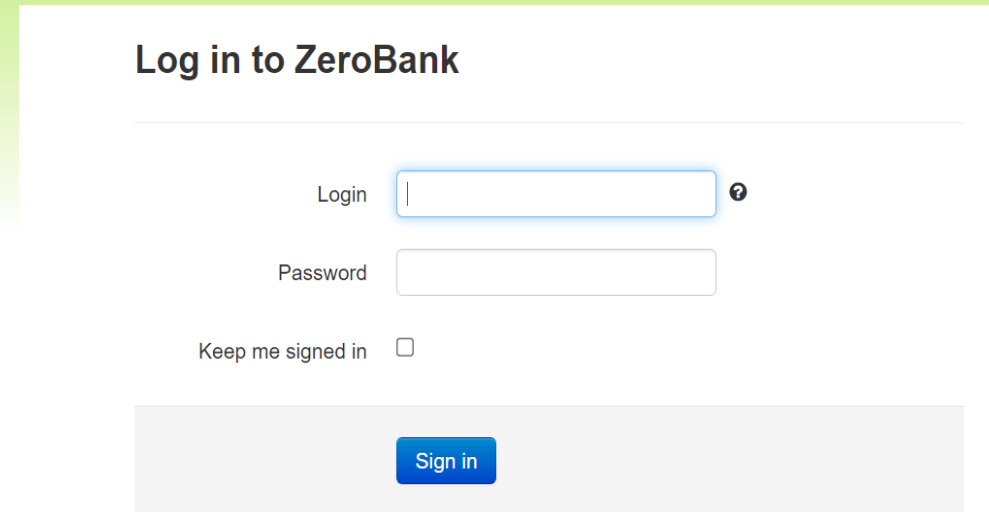 Log in to ZeroBank
Login
Password
Keep me signed in
Sign in